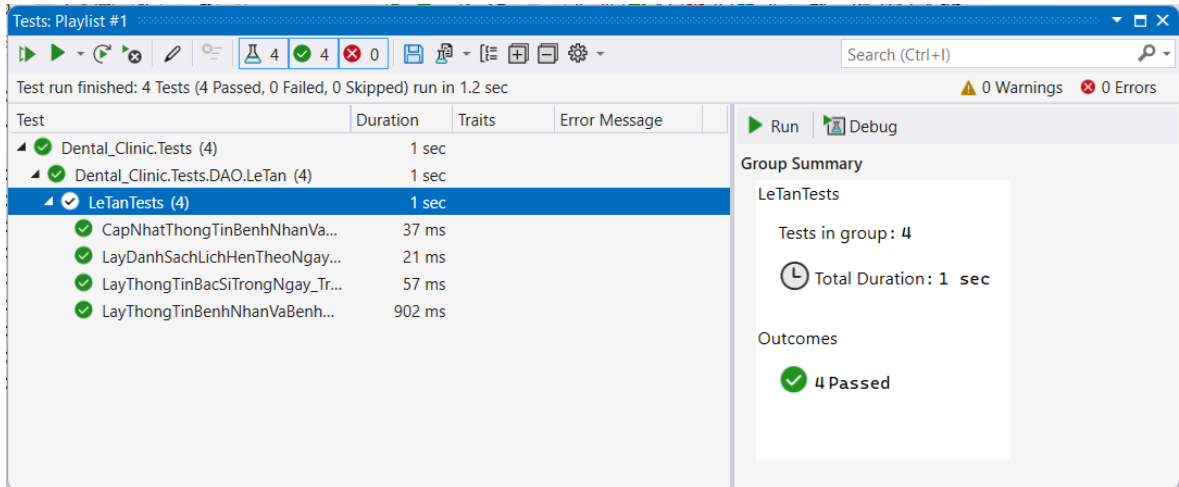 Tests: Playlist #1
4 4 0 Search (Ctrl+I)
Test run finished: 4 Tests (4 Passed, 0 Failed, 0 Skipped) run in 1.2 sec 0 Warnings 0 Errors
Test Duration Traits Error Message
Dental_Clinic.Tests (4) 1 sec
Dental_Clinic.Tests.DAO.LeTan (4) 1 sec
LeTanTests (4) 1 sec
CapNhatThongTinBenhNhanVa... 37 ms
LayDanhSachLichHenTheoNgay... 21 ms
LayThongTinBacSiTrongNgay_Tr... 57 ms
LayThongTinBenhNhanVaBenh... 902 ms
Run Debug
Group Summary
LeTanTests
Tests in group: 4
Total Duration: 1 sec
Outcomes
4 Passed